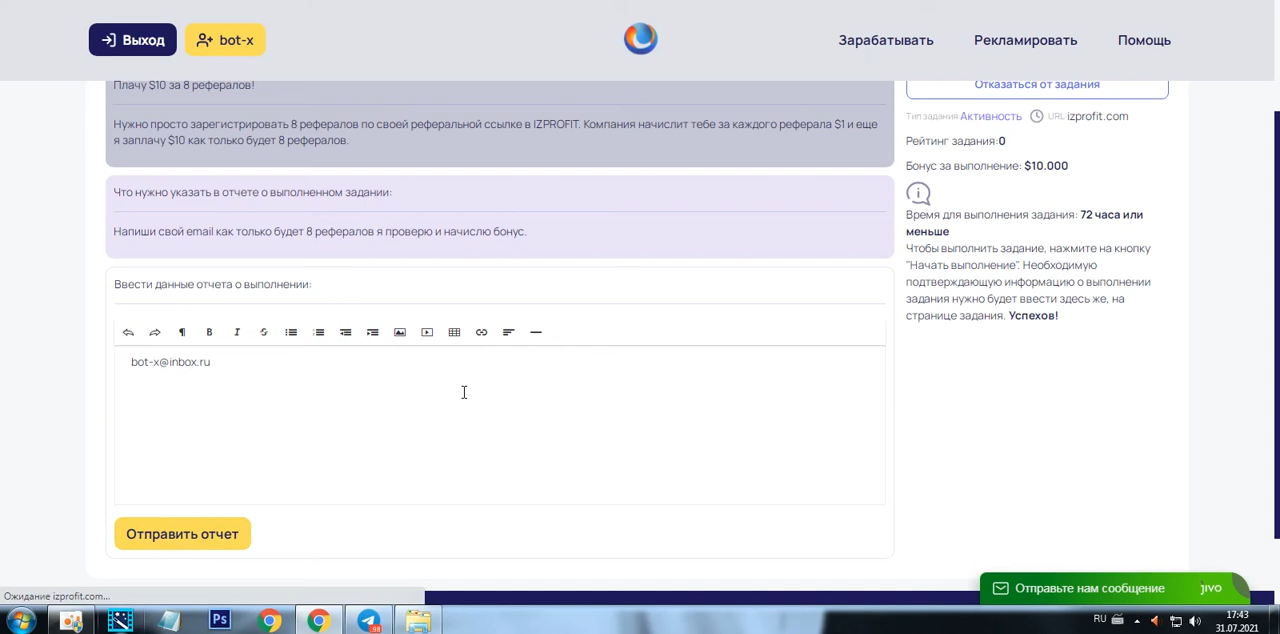 Выход
bot-x
Зарабатывать
Рекламировать
Помощь
Плачу $10 за 8 рефералов!
Нужно просто зарегистрировать 8 рефералов по своей реферальной ссылке в IZPROFIT. Компания начислит тебе за каждого реферала $1 и еще
я заплачу $10 как только будет 8 рефералов.
Что нужно указать в отчете о выполненном задании:
Напиши свой email как только будет 8 рефералов я проверю и начислю бонус.
Ввести данные отчета о выполнении:
bot-x@inbox.ru
Отправить отчет
Отказаться от задания
Тип задания Активность URL izprofit.com
Рейтинг задания:0
Бонус за выполнение: $10.000
Время для выполнения задания: 72 часа или
меньше
Чтобы выполнить задание, нажмите на кнопку
"Начать выполнение". Необходимую
подтверждающую информацию о выполнении
задания нужно будет ввести здесь же, на
странице задания. Успехов!
Отправьте нам сообщение jivo
Ожидание izprofit.com...
Ps
98
RU
17:43
31.07.2021